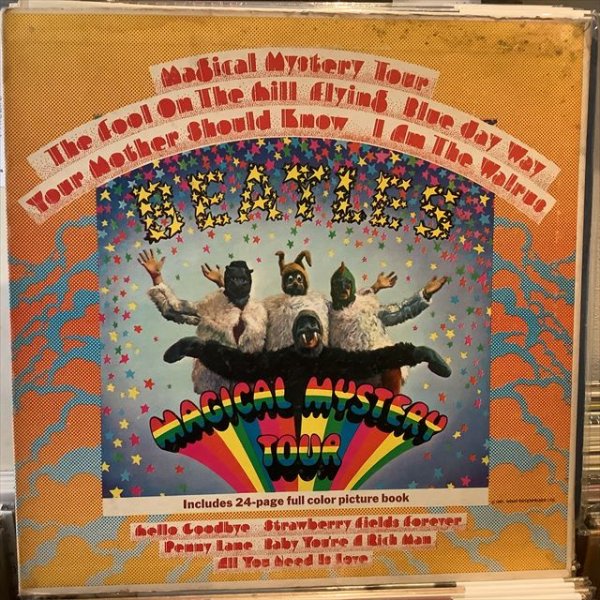 Magical Mystery Tour
The Fool On The Hill Flying Blue Jay Way
Your Mother Should Know I Am The Walrus
BEATLES
MAGICAL MYSTERY
TOUR
Includes 24-page full color picture book
Hello Goodbye Strawberry Fields Forever
Penny Lane Baby You're A Rich Man
All You Need Is Love